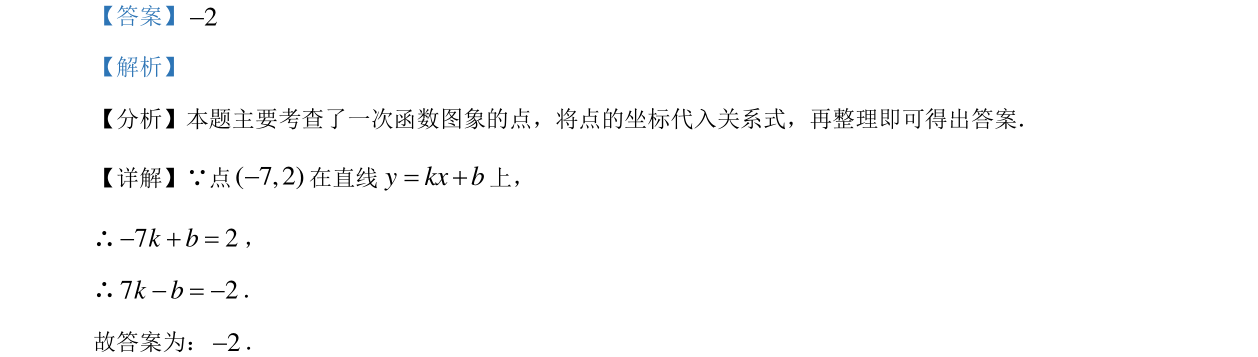 【答案】−2
【解析】
【分析】本题主要考查了一次函数图象的点，将点的坐标代入关系式，再整理即可得出答案．
【详解】∵点(−7,2)在直线 y=kx+b 上，
∴−7k+b=2，
∴7k−b=−2．
故答案为：−2．